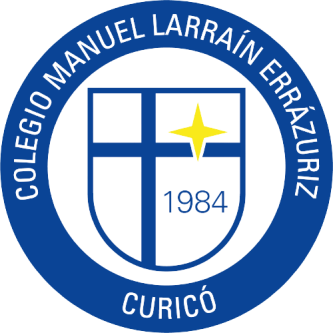 COLEGIO MANUEL LARRAÍN ERRÁZURIZ
1984
CURICÓ